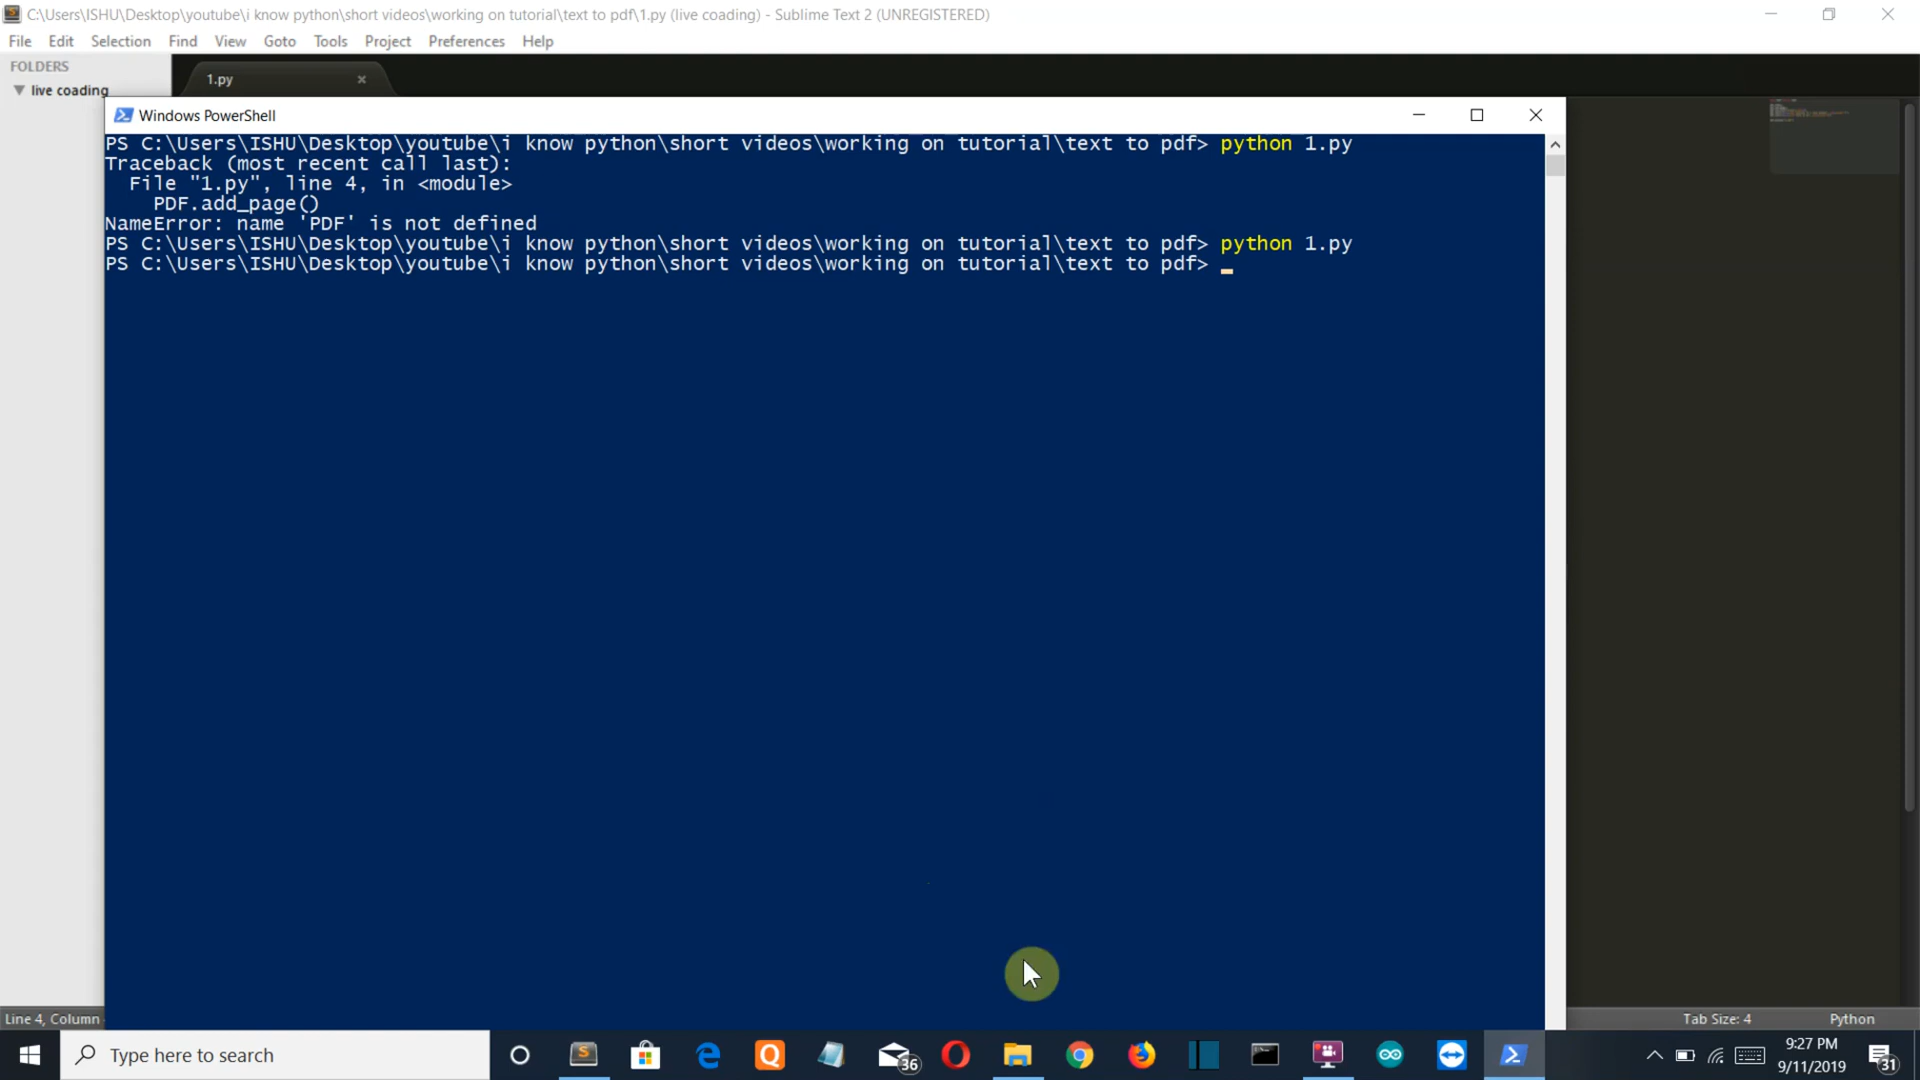 C:\Users\ISHU\Desktop\youtube\i know python\short videos\working on tutorial\text to pdf\1.py (live coading) - Sublime Text 2 (UNREGISTERED)
File Edit Selection Find View Goto Tools Project Preferences Help
FOLDERS
live coading
1.py
Windows PowerShell
PS C:\Users\ISHU\Desktop\youtube\i know python\short videos\working on tutorial\text to pdf> python 1.py
Traceback (most recent call last):
File "1.py", line 4, in <module>
PDF.add_page()
NameError: name 'PDF' is not defined
PS C:\Users\ISHU\Desktop\youtube\i know python\short videos\working on tutorial\text to pdf> python 1.py
PS C:\Users\ISHU\Desktop\youtube\i know python\short videos\working on tutorial\text to pdf>
Line 4, Column
Tab Size: 4
Python
Type here to search
36
9:27 PM
9/11/2019
31